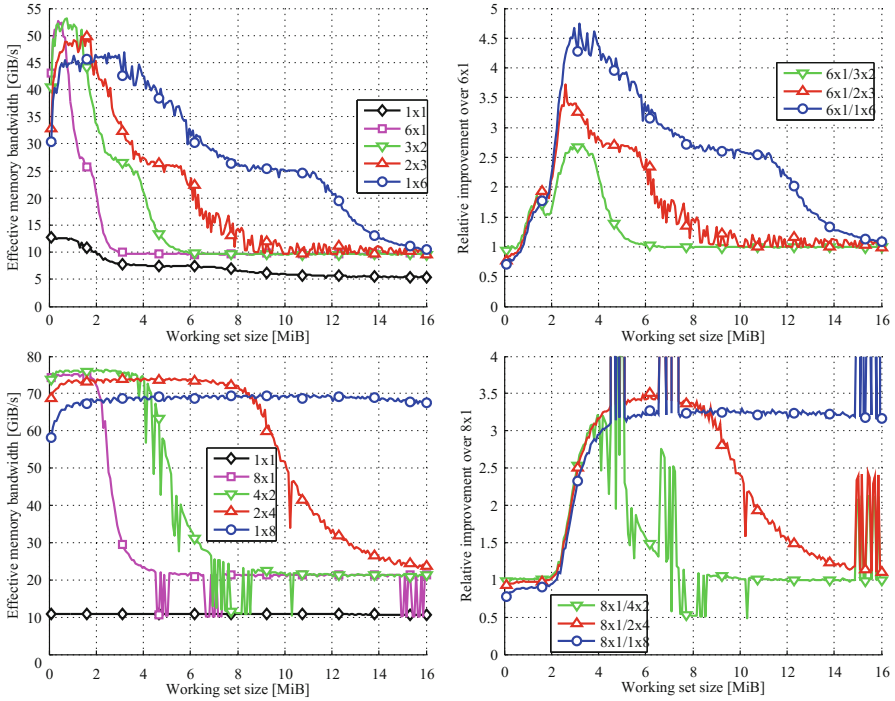 55
50
45
40
35
30
25
20
15
10
5
0
Effective memory bandwidth [GiB/s]
0 2 4 6 8 10 12 14 16
Working set size [MiB]
1x1
6x1
3x2
2x3
1x6
5
4.5
4
3.5
3
2.5
2
1.5
1
0.5
0
Relative improvement over 6x1
0 2 4 6 8 10 12 14 16
Working set size [MiB]
6x1/3x2
6x1/2x3
6x1/1x6
80
70
60
50
40
30
20
10
0
Effective memory bandwidth [GiB/s]
0 2 4 6 8 10 12 14 16
Working set size [MiB]
1x1
8x1
4x2
2x4
1x8
4
3.5
3
2.5
2
1.5
1
0.5
0
Relative improvement over 8x1
0 2 4 6 8 10 12 14 16
Working set size [MiB]
8x1/4x2
8x1/2x4
8x1/1x8